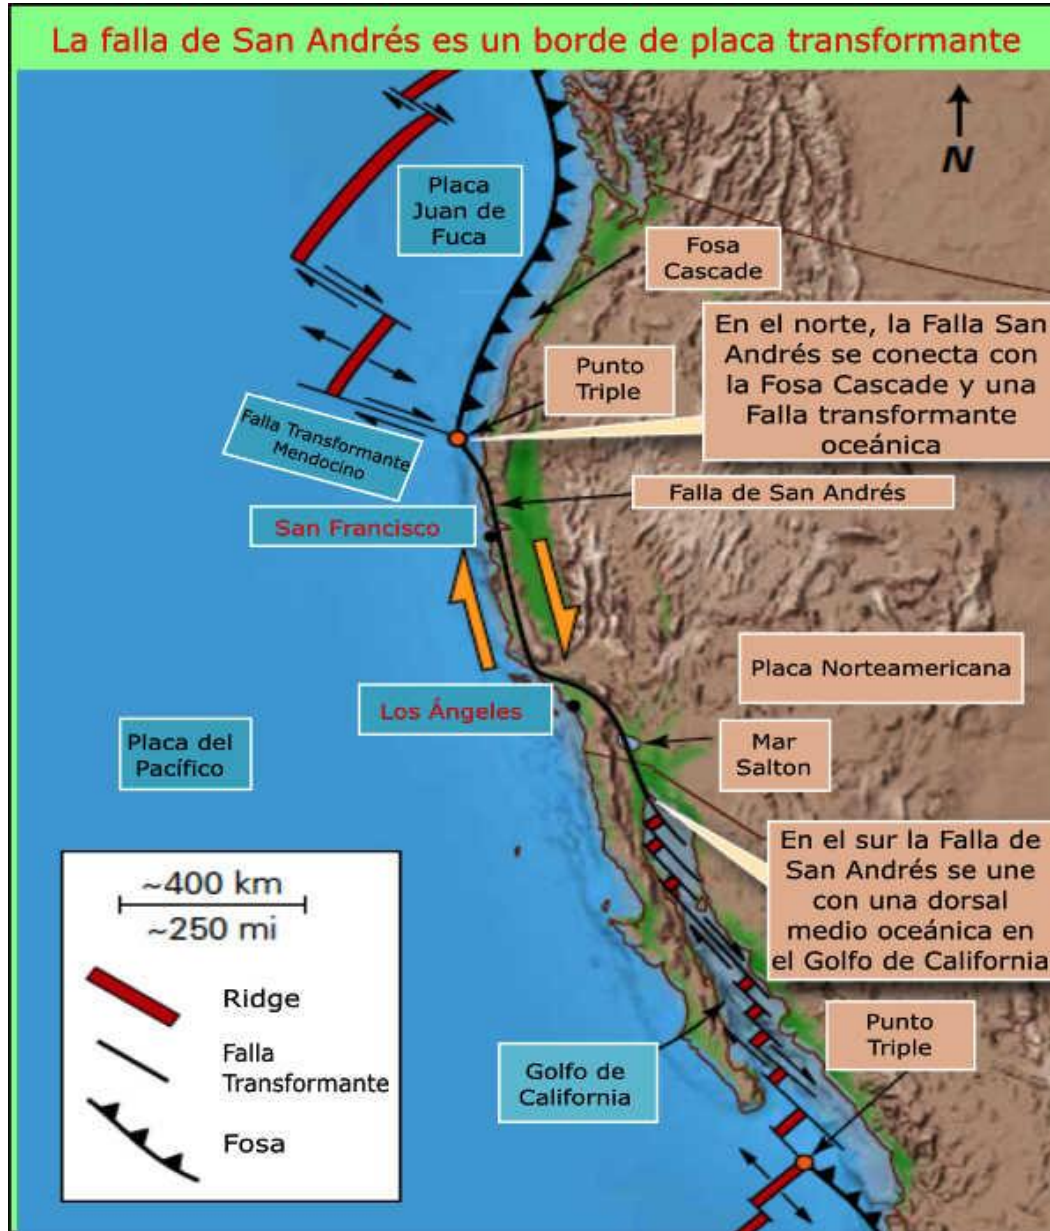 La falla de San Andrés es un borde de placa transformante
N
Placa
Juan de
Fuca
Fosa
Cascade
En el norte, la Falla San
Andrés se conecta con
la Fosa Cascade y una
Falla transformante
oceánica
Punto
Triple
Falla Transformante
Mendocino
Falla de San Andrés
San Francisco
Placa Norteamericana
Los Ángeles
Placa del
Pacífico
Mar
Salton
En el sur la Falla de
San Andrés se une
con una dorsal
medio oceánica en
el Golfo de California
~400 km
~250 mi
Ridge
Falla
Transformante
Fosa
Punto
Triple
Golfo de
California